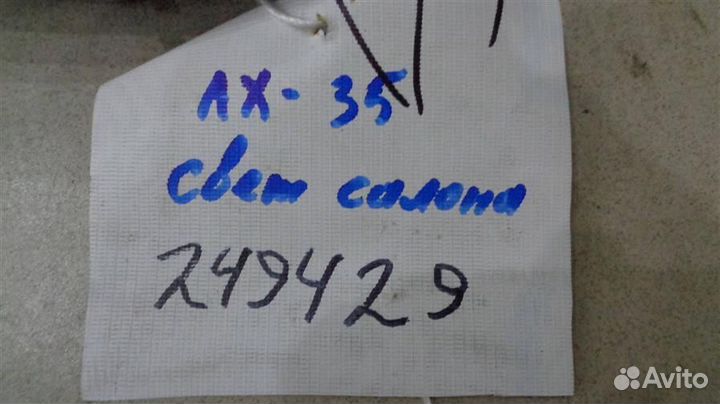 ЛХ-35
свет салона
249429
Avito